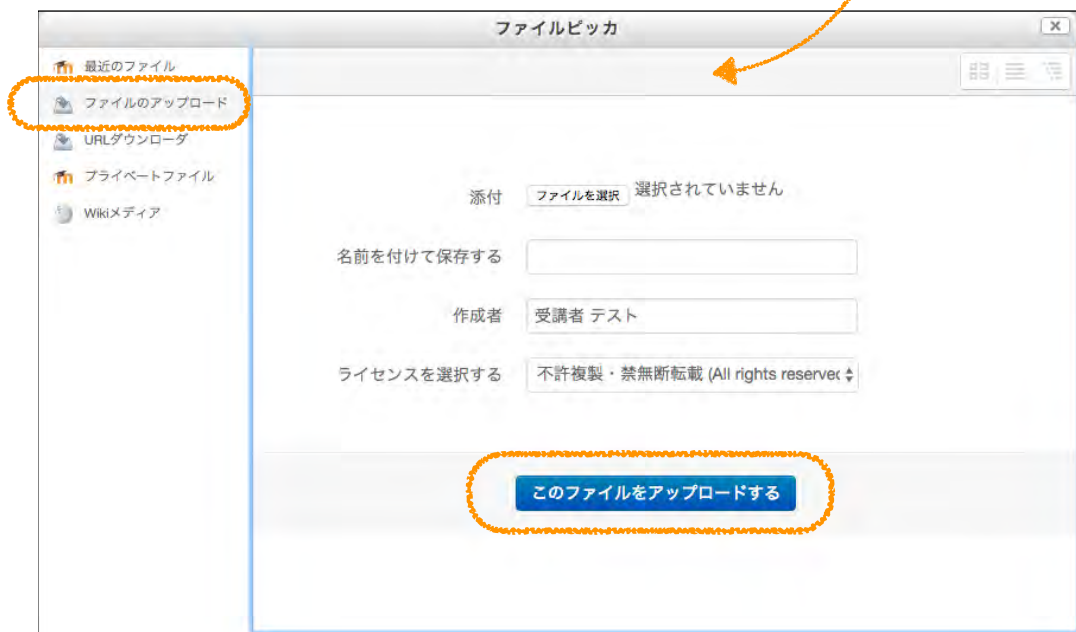 ファイルピッカ
最近のファイル
ファイルのアップロード
URLダウンローダ
プライベートファイル
Wikiメディア
添付 ファイルを選択 選択されていません
名前を付けて保存する
作成者 受講者 テスト
ライセンスを選択する 不許複製・禁無断転載 (All rights reserved
このファイルをアップロードする